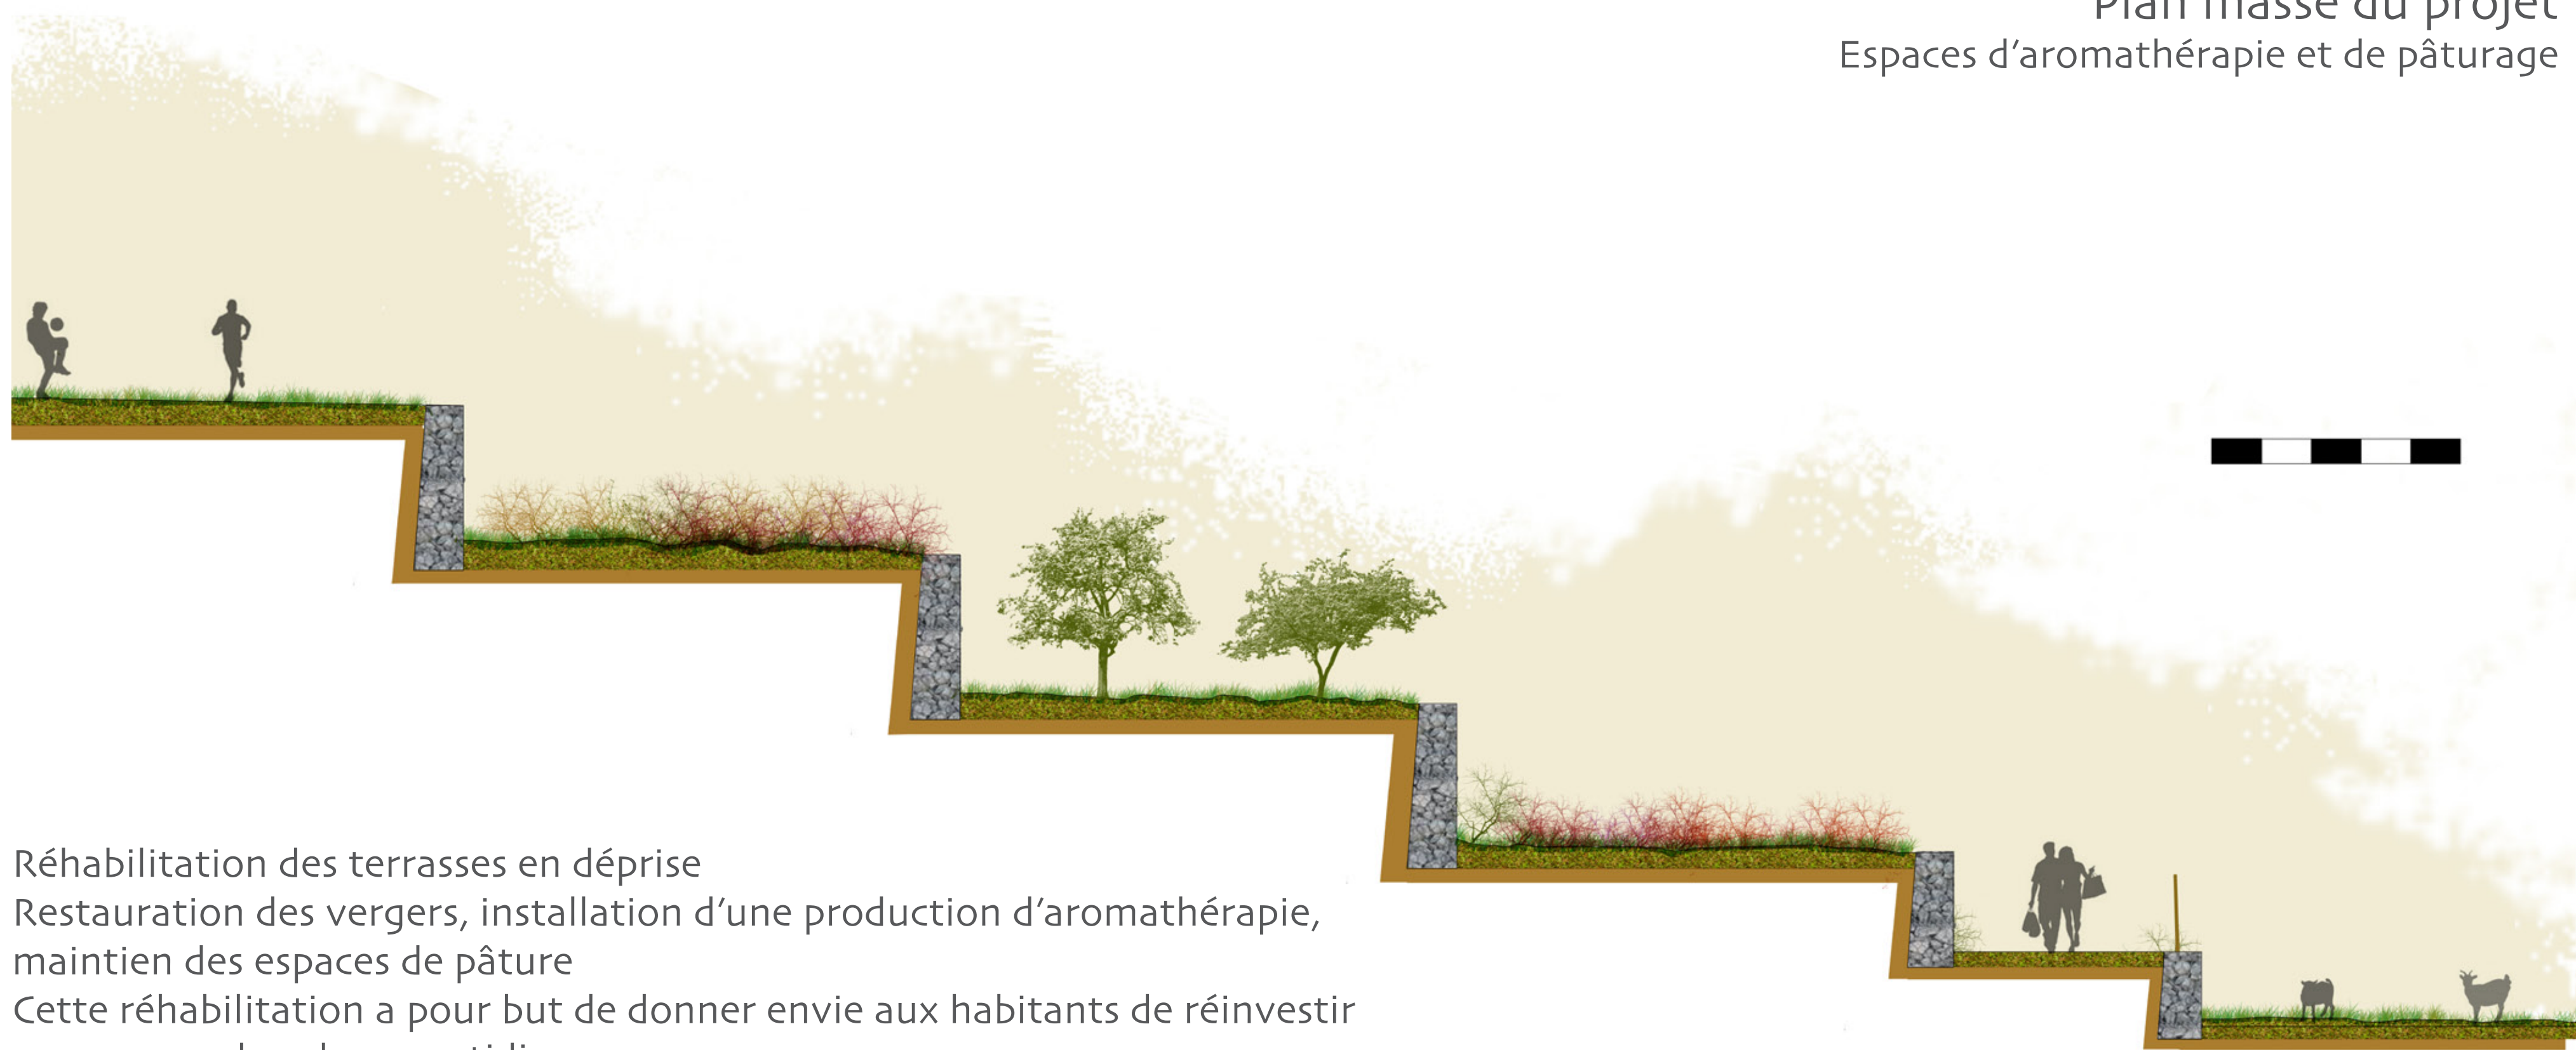 Plan masse du projet
Espaces d’aromathérapie et de pâturage
Réhabilitation des terrasses en déprise
Restauration des vergers, installation d’une production d’aromathérapie,
maintien des espaces de pâture
Cette réhabilitation a pour but de donner envie aux habitants de réinvestir